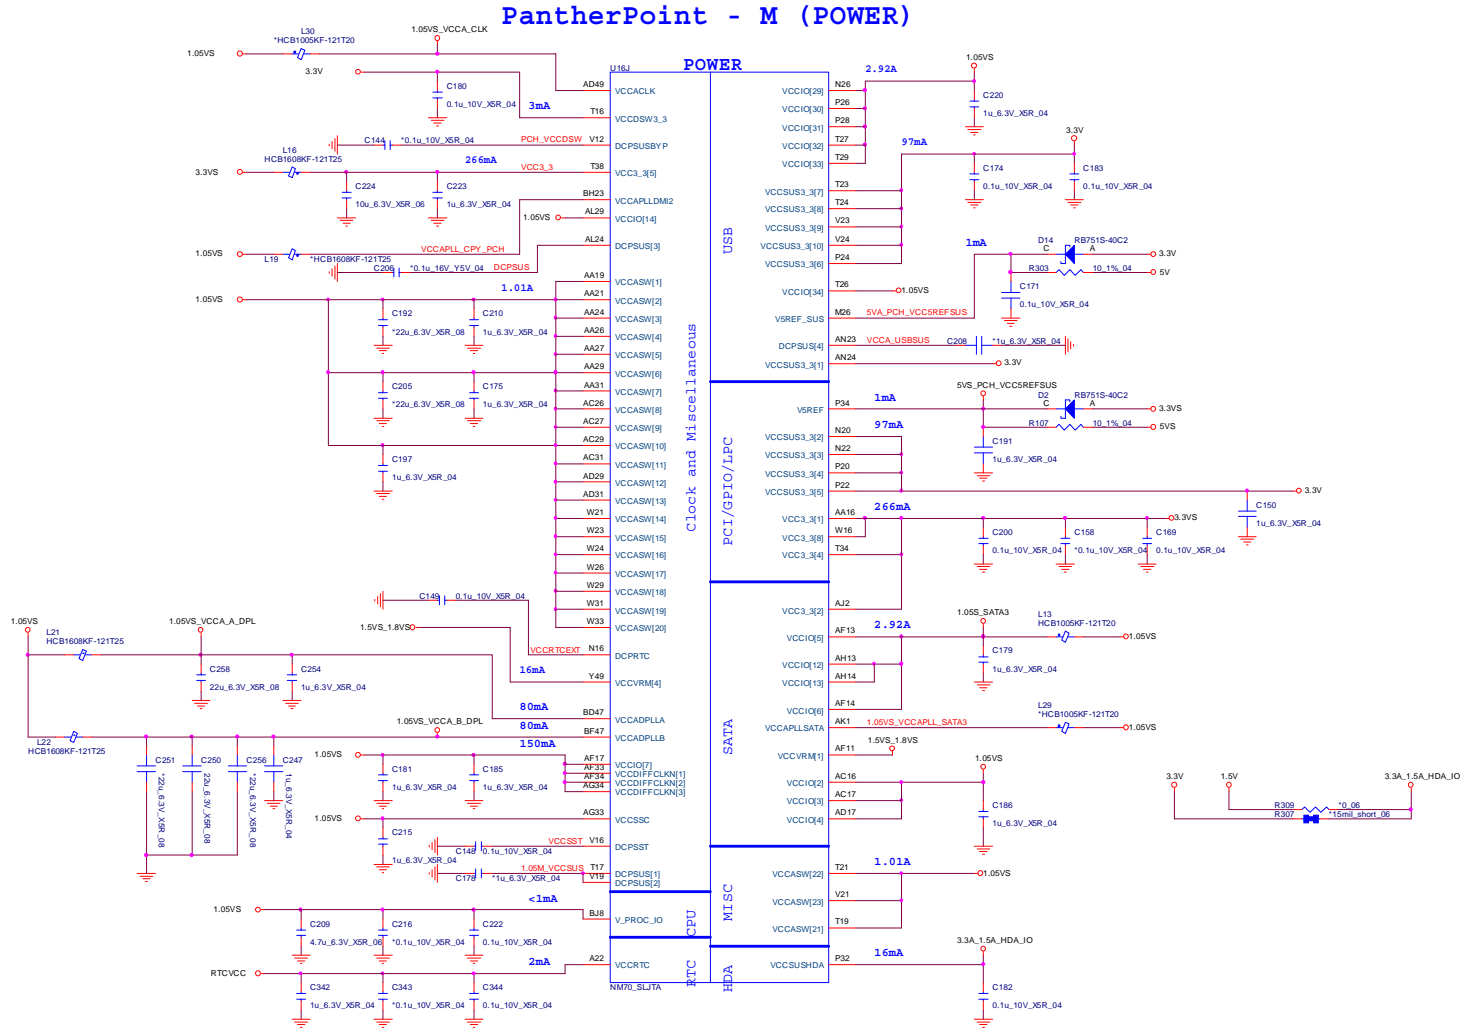 PantherPoint - M (POWER)
L30
*HCB1005KF-121T20
1.05VS_VCCA_CLK
1.05VS
3.3V
C180
0.1u_10V_X5R_04
3mA
C144
*0.1u_10V_X5R_04
PCH_VCCDSW
L16
HCB1608KF-121T25
3.3VS
266mA
VCC3_3
C224
10u_6.3V_X5R_06
C223
1u_6.3V_X5R_04
1.05VS
1.05VS
L19
*HCB1608KF-121T25
VCCAPLL_CPY_PCH
C206
*0.1u_16V_Y5V_04
DCPSUS
1.05VS
1.01A
C192
*22u_6.3V_X5R_08
C210
1u_6.3V_X5R_04
C205
*22u_6.3V_X5R_08
C175
1u_6.3V_X5R_04
C197
1u_6.3V_X5R_04
C149
0.1u_10V_X5R_04
1.5VS_1.8VS
VCCRTCEXT
16mA
1.05VS
L21
HCB1608KF-121T25
1.05VS_VCCA_A_DPL
C258
22u_6.3V_X5R_08
C254
1u_6.3V_X5R_04
80mA
L22
HCB1608KF-121T25
1.05VS_VCCA_B_DPL
80mA
150mA
C251
*22u_6.3V_X5R_08
C250
22u_6.3V_X5R_08
C256
*22u_6.3V_X5R_08
C247
1u_6.3V_X5R_04
1.05VS
C181
1u_6.3V_X5R_04
C185
1u_6.3V_X5R_04
1.05VS
C215
1u_6.3V_X5R_04
VCCSST
C148
0.1u_10V_X5R_04
1.05M_VCCSUS
C178
*1u_6.3V_X5R_04
1.05VS
<1mA
C209
4.7u_6.3V_X5R_06
C216
*0.1u_10V_X5R_04
C222
0.1u_10V_X5R_04
RTCVCC
2mA
C342
1u_6.3V_X5R_04
C343
*0.1u_10V_X5R_04
C344
0.1u_10V_X5R_04
U16J
POWER
AD49 VCCACLK
T16 VCCDSW3_3
V12 DCPSUSBYP
T38 VCC3_3[5]
BH23 VCCAPLLDMI2
AL29 VCCIO[14]
AL24 DCPSUS[3]
AA19 VCCASW[1]
AA21 VCCASW[2]
AA24 VCCASW[3]
AA26 VCCASW[4]
AA27 VCCASW[5]
AA29 VCCASW[6]
AA31 VCCASW[7]
AC26 VCCASW[8]
AC27 VCCASW[9]
AC29 VCCASW[10]
AC31 VCCASW[11]
AD29 VCCASW[12]
AD31 VCCASW[13]
W21 VCCASW[14]
W23 VCCASW[15]
W24 VCCASW[16]
W26 VCCASW[17]
W29 VCCASW[18]
W31 VCCASW[19]
W33 VCCASW[20]
N16 DCPRTC
Y49 VCCVRM[4]
BD47 VCCADPLLA
BF47 VCCADPLLB
AF17 VCCIO[7]
AF33 VCCDIFFCLKN[1]
AF34 VCCDIFFCLKN[2]
AG34 VCCDIFFCLKN[3]
AG33 VCCSSC
V16 DCPSST
T17 DCPSUS[1]
V19 DCPSUS[2]
BJ8 V_PROC_IO
A22 VCCRTC
NM70_SLJTA
Clock and Miscellaneous
CPU
RTC
USB
PCI/GPIO/LPC
SATA
MISC
HDA
VCCIO[29] N26
VCCIO[30] P26
VCCIO[31] P28
VCCIO[32] T27
VCCIO[33] T29
VCCSUS3_3[7] T23
VCCSUS3_3[8] T24
VCCSUS3_3[9] V23
VCCSUS3_3[10] V24
VCCSUS3_3[6] P24
VCCIO[34] T26
V5REF_SUS M26
DCPSUS[4] AN23
VCCSUS3_3[1] AN24
V5REF P34
VCCSUS3_3[2] N20
VCCSUS3_3[3] N22
VCCSUS3_3[4] P20
VCCSUS3_3[5] P22
VCC3_3[1] AA16
VCC3_3[8] W16
VCC3_3[4] T34
VCC3_3[2] AJ2
VCCIO[5] AF13
VCCIO[12] AH13
VCCIO[13] AH14
VCCIO[6] AF14
VCCAPLLSATA AK1
VCCVRM[1] AF11
VCCIO[2] AC16
VCCIO[3] AC17
VCCIO[4] AD17
VCCASW[22] T21
VCCASW[23] V21
VCCASW[21] T19
VCCSUSHDA P32
2.92A
1.05VS
C220
1u_6.3V_X5R_04
97mA
3.3V
C174
0.1u_10V_X5R_04
C183
0.1u_10V_X5R_04
1mA
D14
RB751S-40C2
C A
3.3V
R303
10_1%_04
5V
C171
0.1u_10V_X5R_04
1.05VS
5VA_PCH_VCC5REFSUS
VCCA_USBSUS
C208
*1u_6.3V_X5R_04
3.3V
5VS_PCH_VCC5REFSUS
1mA
D2
RB751S-40C2
C A
3.3VS
R107
10_1%_04
5VS
97mA
C191
1u_6.3V_X5R_04
3.3V
C150
1u_6.3V_X5R_04
266mA
3.3VS
C200
0.1u_10V_X5R_04
C158
*0.1u_10V_X5R_04
C169
0.1u_10V_X5R_04
2.92A
1.05S_SATA3
L13
HCB1005KF-121T20
1.05VS
C179
1u_6.3V_X5R_04
L29
*HCB1005KF-121T20
1.05VS_VCCAPLL_SATA3
1.05VS
1.5VS_1.8VS
1.05VS
C186
1u_6.3V_X5R_04
3.3V
1.5V
3.3A_1.5A_HDA_IO
R309
*0_06
R307
*15mil_short_06
1.01A
1.05VS
16mA
3.3A_1.5A_HDA_IO
C182
0.1u_10V_X5R_04